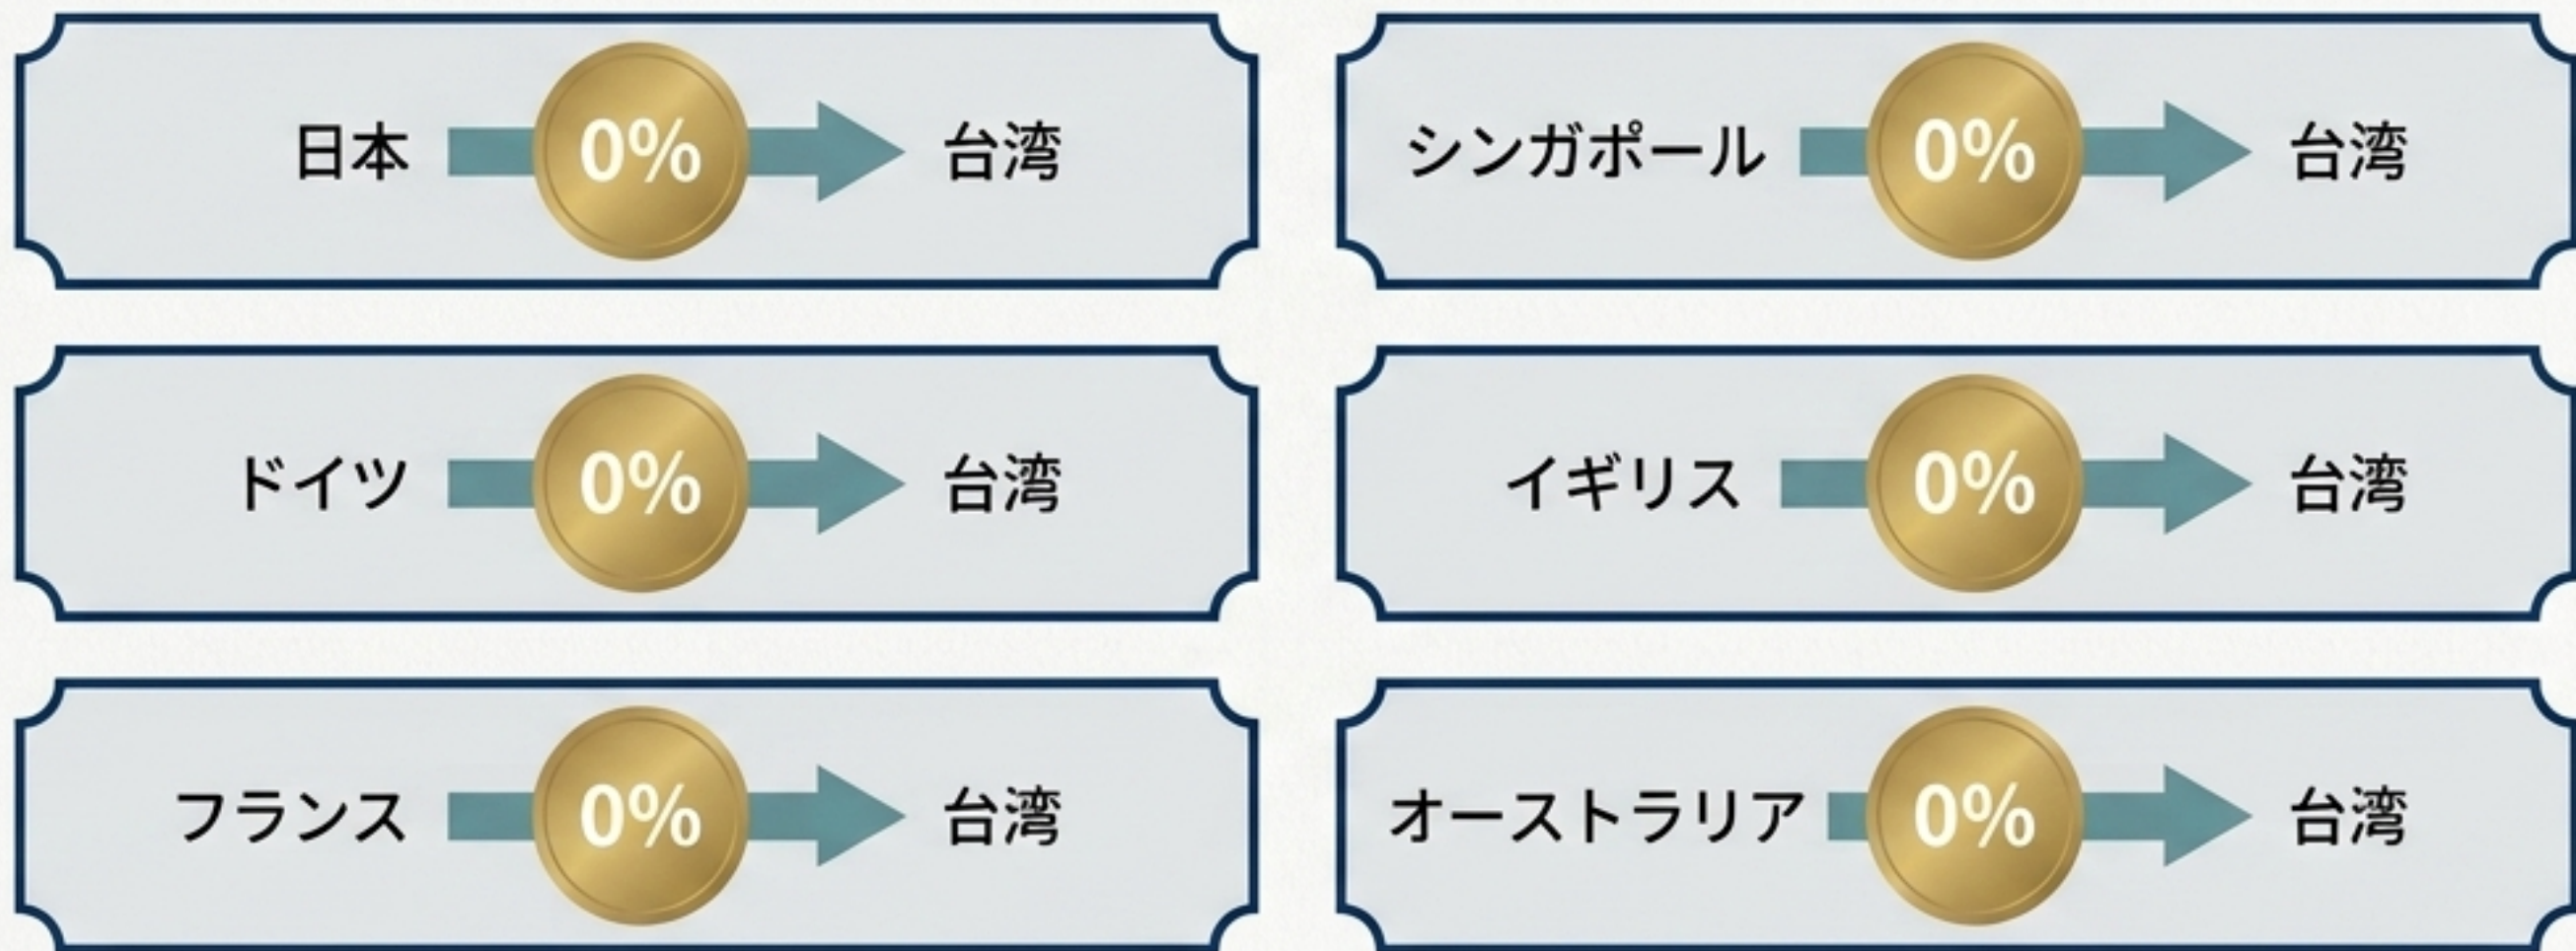 日本 0% 台湾
シンガポール 0% 台湾
ドイツ 0% 台湾
イギリス 0% 台湾
フランス 0% 台湾
オーストラリア 0% 台湾